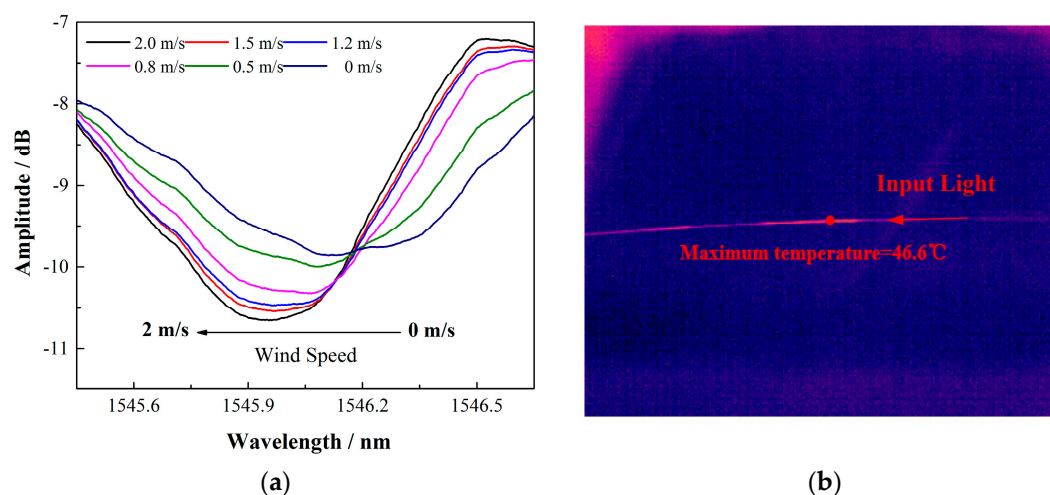 -7
-8
-9
-10
-11
Amplitude / dB
2.0 m/s 1.5 m/s 1.2 m/s
0.8 m/s 0.5 m/s 0 m/s
2 m/s 0 m/s
Wind Speed
1545.6 1545.9 1546.2 1546.5
Wavelength / nm
(a)
Input Light
Maximum temperature=46.6℃
(b)